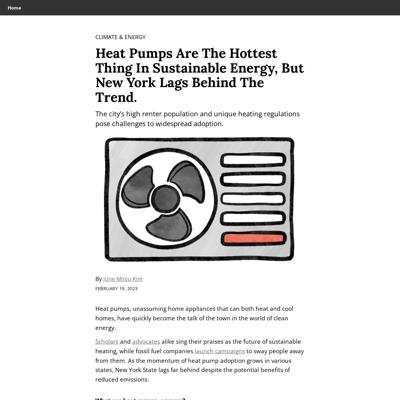 Home
CLIMATE & ENERGY
Heat Pumps Are The Hottest
Thing In Sustainable Energy, But
New York Lags Behind The
Trend.
The city's high renter population and unique heating regulations
pose challenges to widespread adoption.
By June Minju Kim
FEBRUARY 19, 2023
Heat pumps, unassuming home appliances that can both heat and cool
homes, have quickly become the talk of the town in the world of clean
energy.
Scholars and advocates alike sing their praises as the future of sustainable
heating, while fossil fuel companies launch campaigns to sway people away
from them. As the momentum of heat pump adoption grows in various
states, New York State lags far behind despite the potential benefits of
reduced emissions.